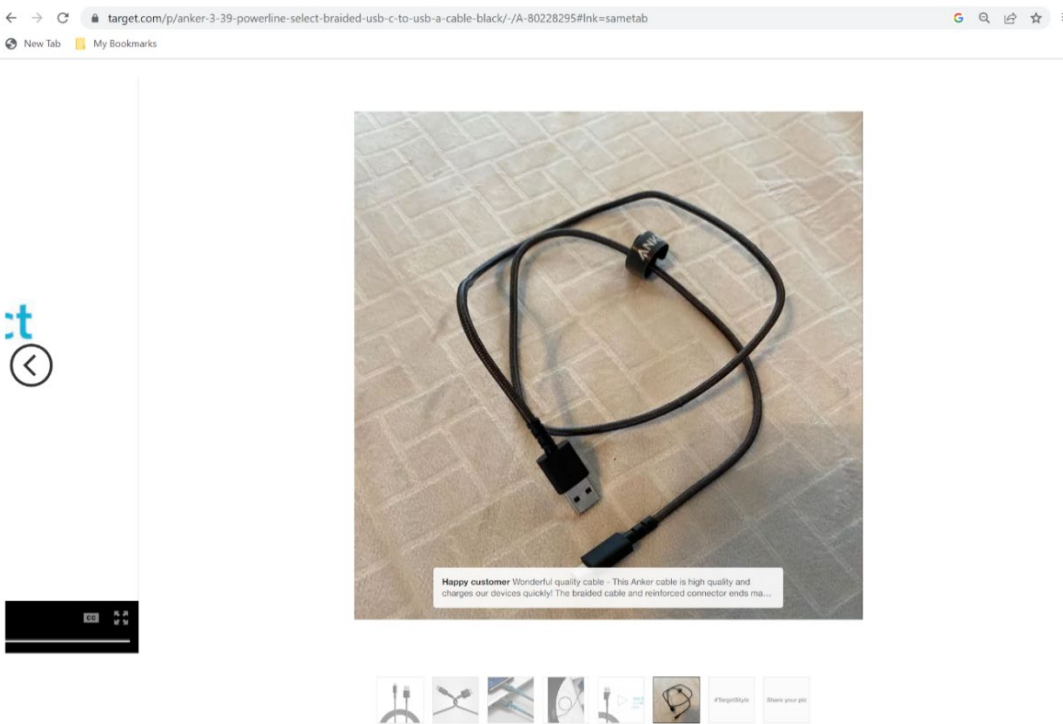 target.com/p/anker-3-39-powerline-select-braided-usb-c-to-usb-a-cable-black/-/A-80228295#lnk=sametab
New Tab My Bookmarks
ct
ANK
CC
Happy customer Wonderful quality cable - This Anker cable is high quality and
charges our devices quickly! The braided cable and reinforced connector ends ma...
#TargetStyle Share your pic